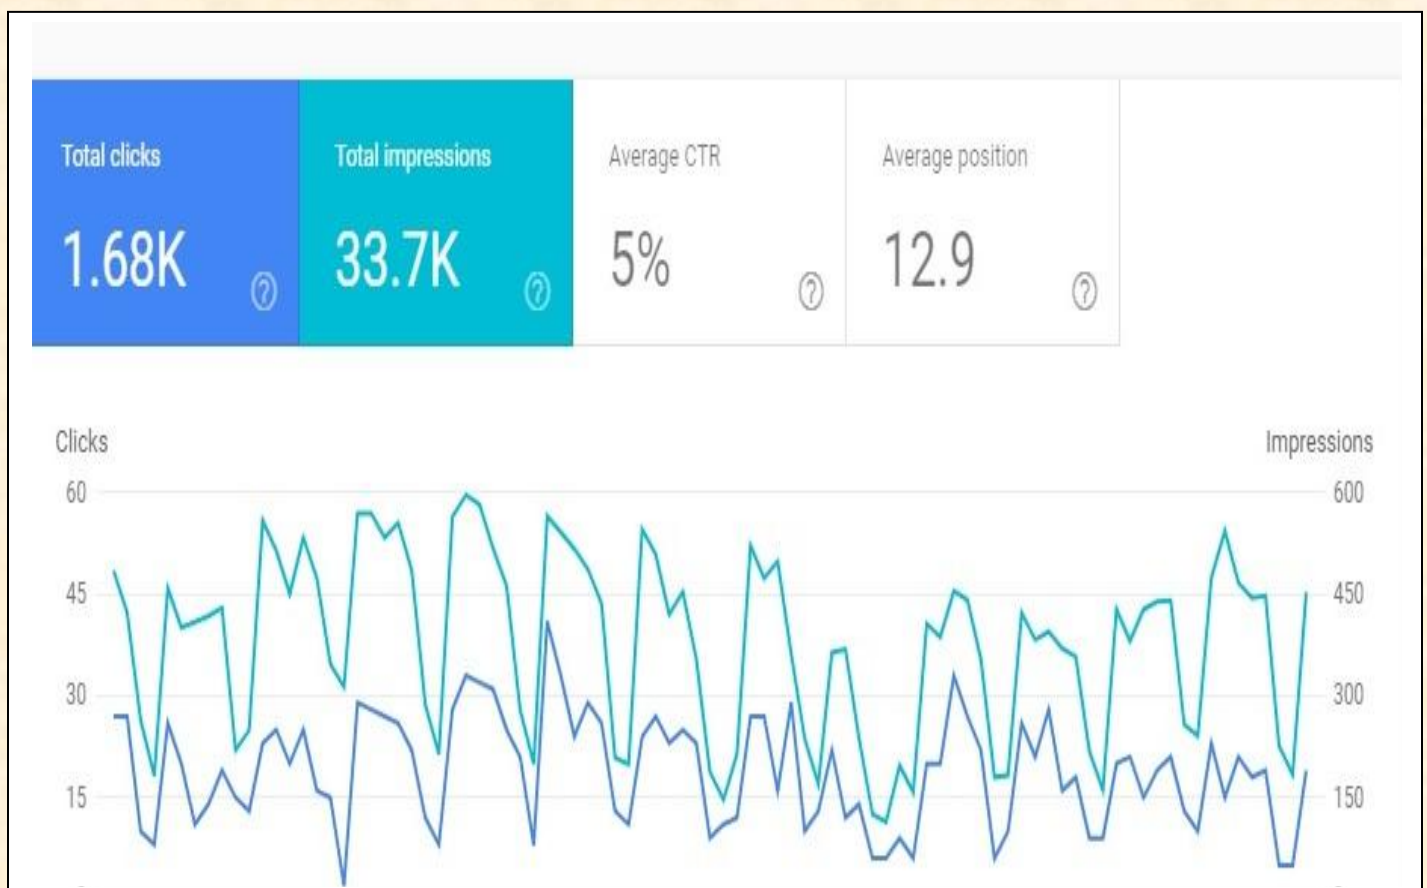 Total clicks
Total impressions
Average CTR
Average position
1.68K
33.7K
5%
12.9
?
?
?
?
Clicks
Impressions
60
600
45
450
30
300
15
150